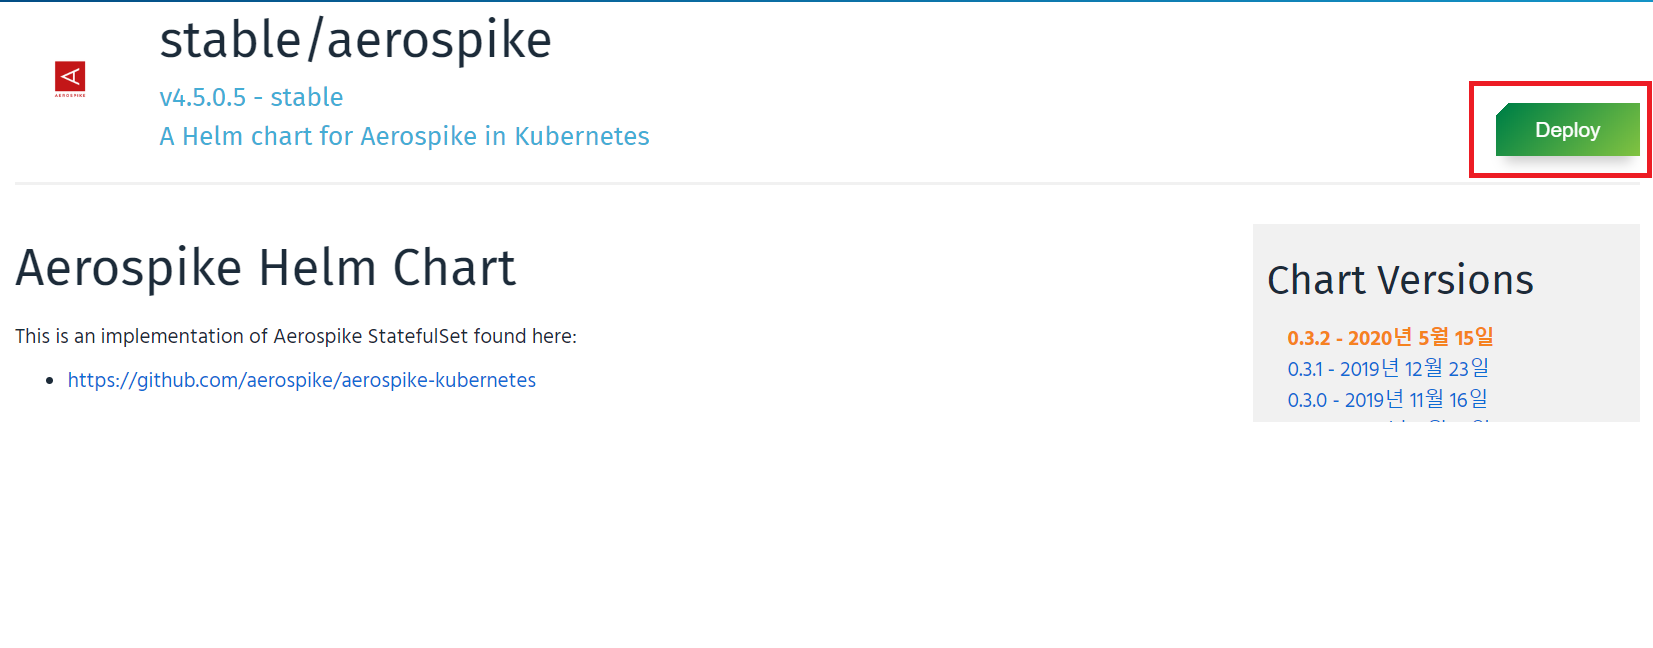 stable/aerospike
AEROSPIKE
v4.5.0.5 - stable
A Helm chart for Aerospike in Kubernetes
Deploy
Aerospike Helm Chart
This is an implementation of Aerospike StatefulSet found here:
https://github.com/aerospike/aerospike-kubernetes
Chart Versions
0.3.2 - 2020년 5월 15일
0.3.1 - 2019년 12월 23일
0.3.0 - 2019년 11월 16일